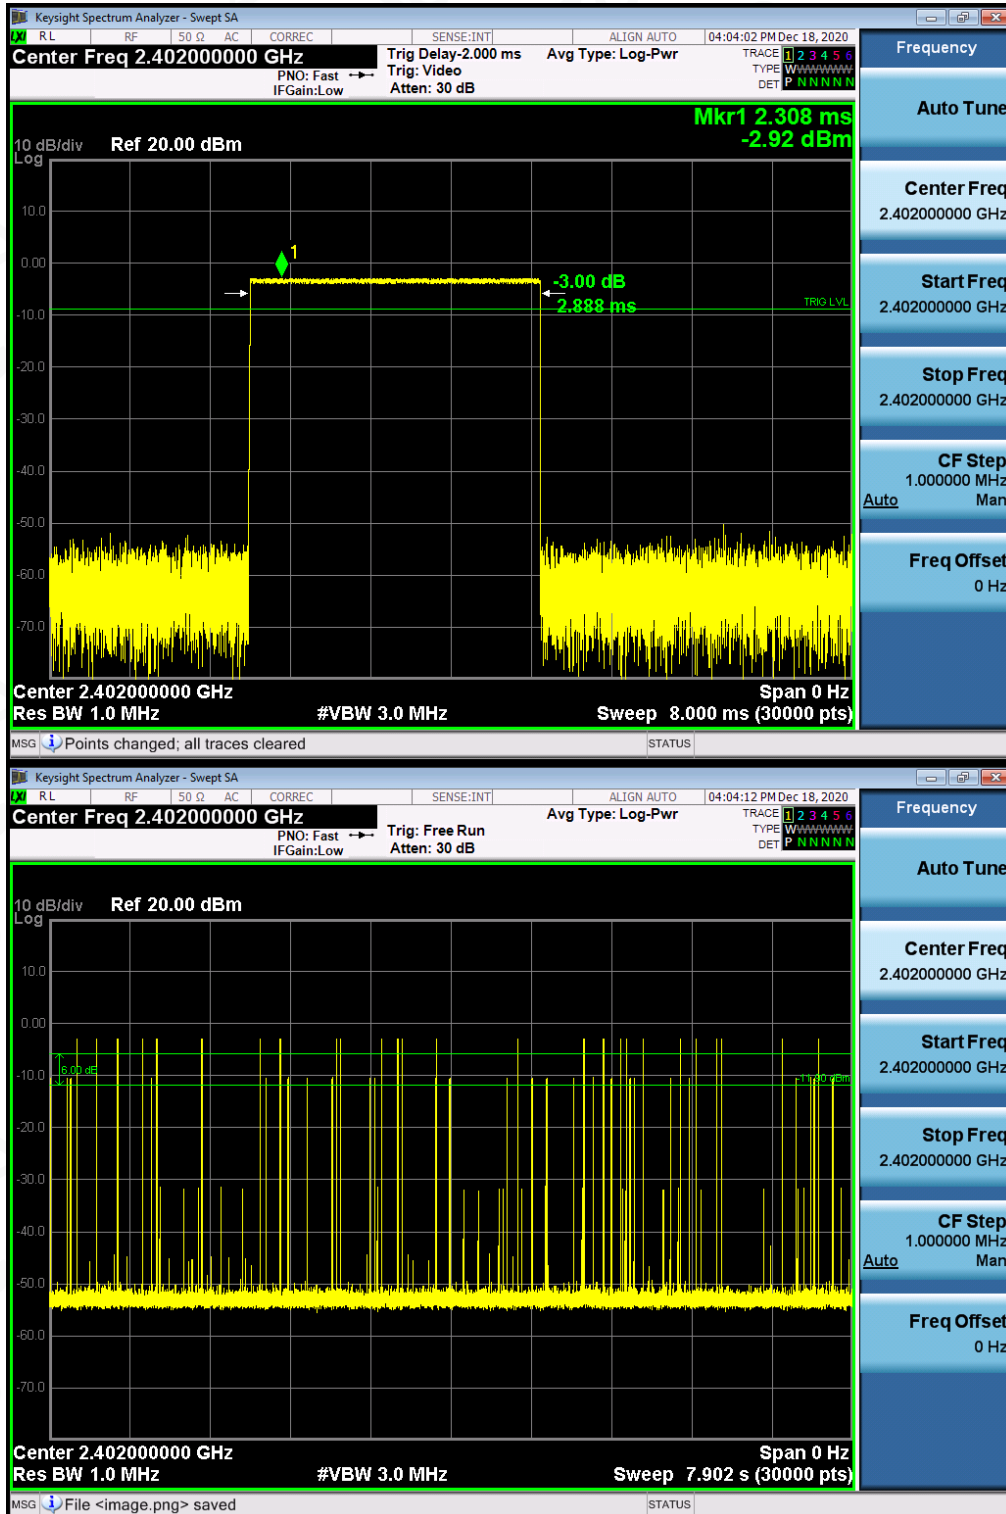 Keysight Spectrum Analyzer - Swept SA
LXI RL RF 50 Ω AC CORREC SENSE:INT ALIGN AUTO 04:04:02 PM Dec 18, 2020
Center Freq 2.402000000 GHz Trig Delay-2.000 ms Avg Type: Log-Pwr TRACE 1 2 3 4 5 6
PNO: Fast Trig: Video TYPE WWWWWW
IFGain:Low Atten: 30 dB DET P N N N N N
Mkr1 2.308 ms
-2.92 dBm
10 dB/div Ref 20.00 dBm
Log
10.0
1
0.00
-3.00 dB
2.888 ms
TRIG LVL
-10.0
-20.0
-30.0
-40.0
-50.0
-60.0
-70.0
Center 2.402000000 GHz Span 0 Hz
Res BW 1.0 MHz #VBW 3.0 MHz Sweep 8.000 ms (30000 pts)
MSG Points changed; all traces cleared STATUS
Frequency
Auto Tune
Center Freq
2.402000000 GHz
Start Freq
2.402000000 GHz
Stop Freq
2.402000000 GHz
CF Step
1.000000 MHz
Auto Man
Freq Offset
0 Hz
Keysight Spectrum Analyzer - Swept SA
LXI RL RF 50 Ω AC CORREC SENSE:INT ALIGN AUTO 04:04:12 PM Dec 18, 2020
Center Freq 2.402000000 GHz Avg Type: Log-Pwr TRACE 1 2 3 4 5 6
PNO: Fast Trig: Free Run TYPE WWWWWW
IFGain:Low Atten: 30 dB DET P N N N N N
10 dB/div Ref 20.00 dBm
Log
10.0
0.00
6.00 dB
-11.90 dBm
-10.0
-20.0
-30.0
-40.0
-50.0
-60.0
-70.0
Center 2.402000000 GHz Span 0 Hz
Res BW 1.0 MHz #VBW 3.0 MHz Sweep 7.902 s (30000 pts)
MSG File <image.png> saved STATUS
Frequency
Auto Tune
Center Freq
2.402000000 GHz
Start Freq
2.402000000 GHz
Stop Freq
2.402000000 GHz
CF Step
1.000000 MHz
Auto Man
Freq Offset
0 Hz